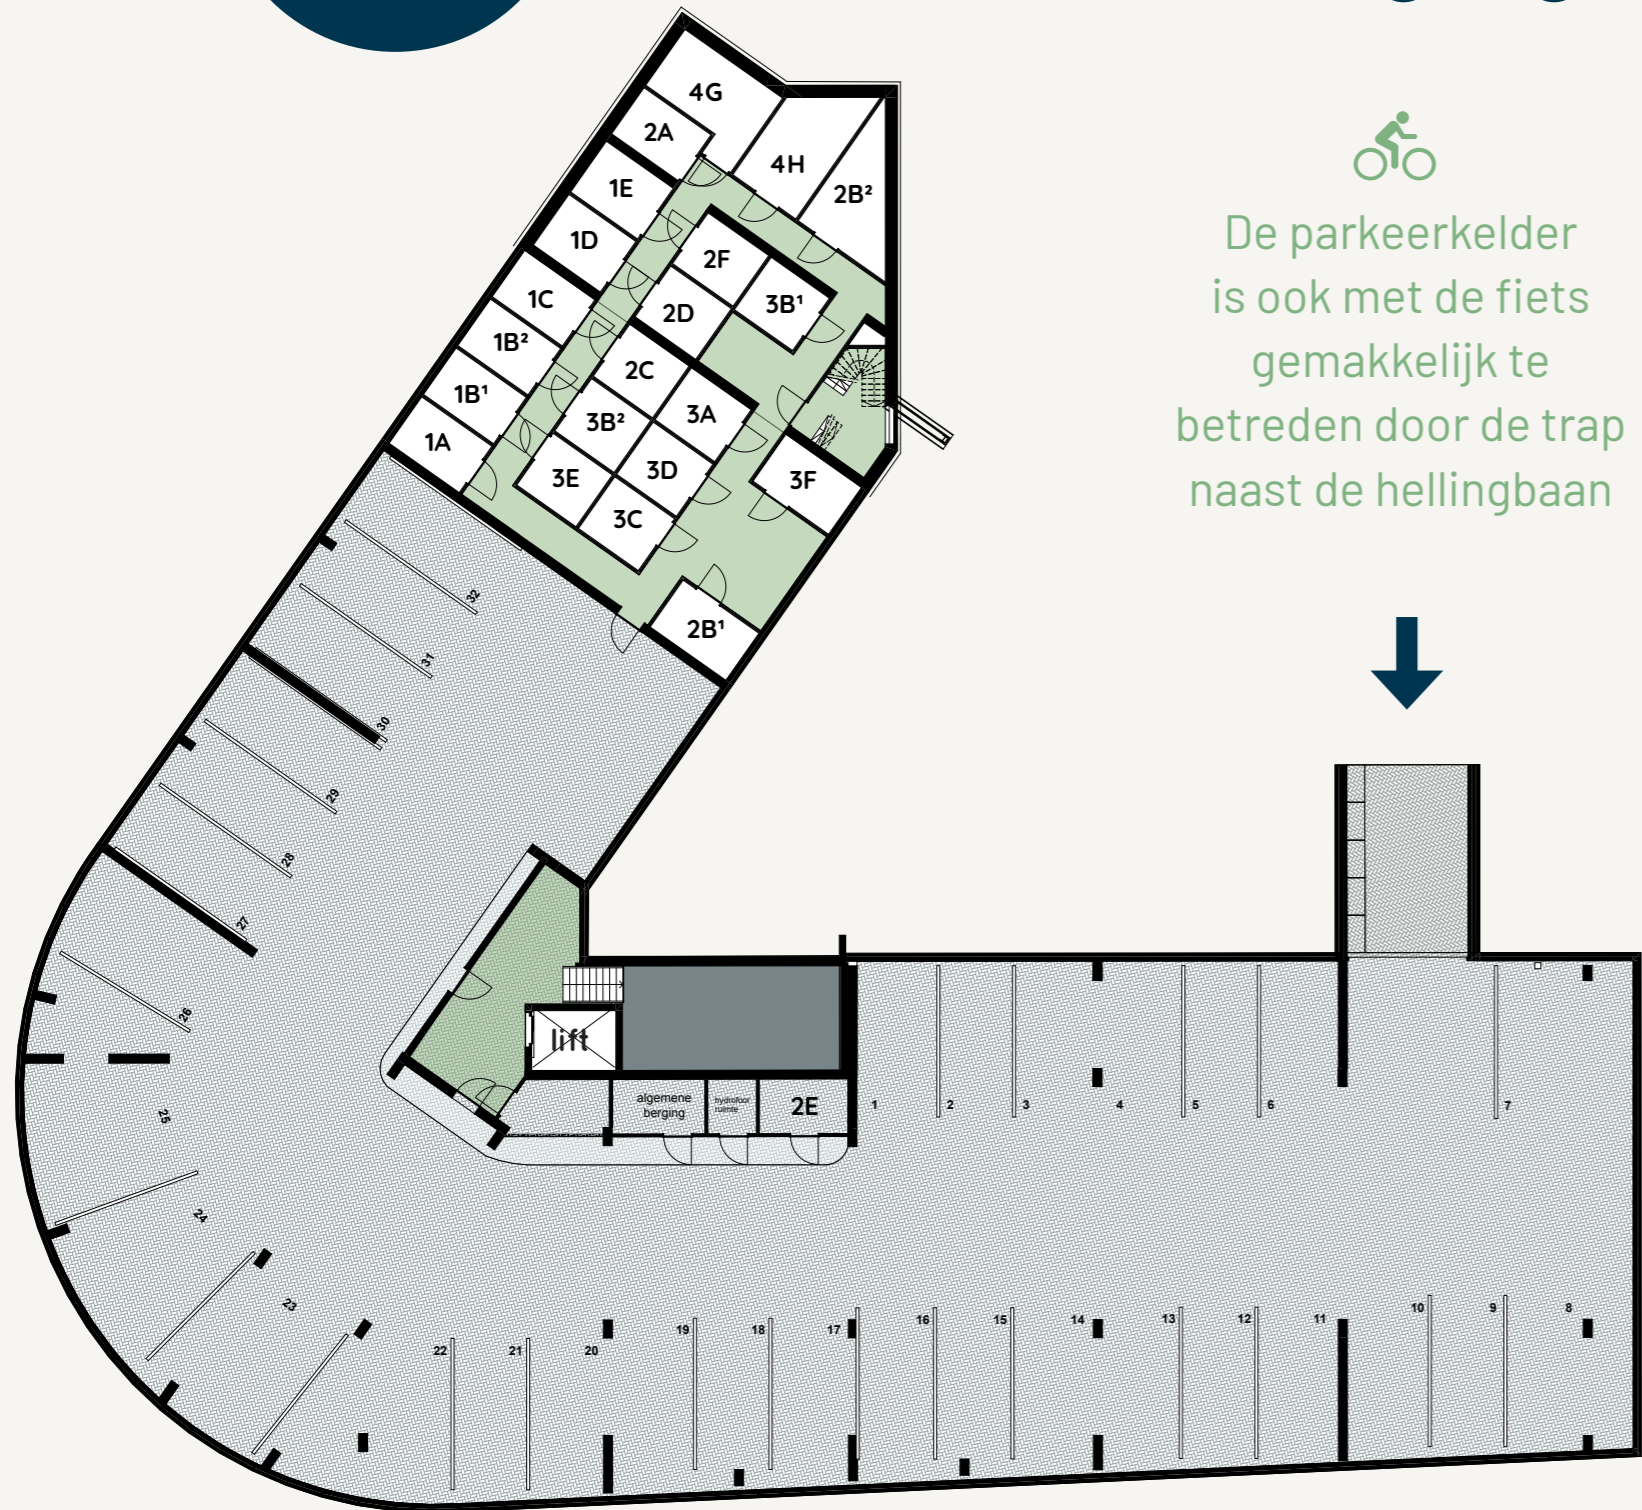 4G
2A
4H
1E
2B²
1D
2F
1C
3B¹
2D
1B²
2C
1B¹
3A
3B²
1A
3D
3E
3F
3C
2B¹
De parkeerkelder
is ook met de fiets
gemakkelijk te
betreden door de trap
naast de hellingbaan
32
31
30
29
28
27
26
25
24
23
lift
algemene
berging
hydrofoor
ruimte
2E
1
2
3
4
5
6
7
22
21
20
19
18
17
16
15
14
13
12
11
10
9
8